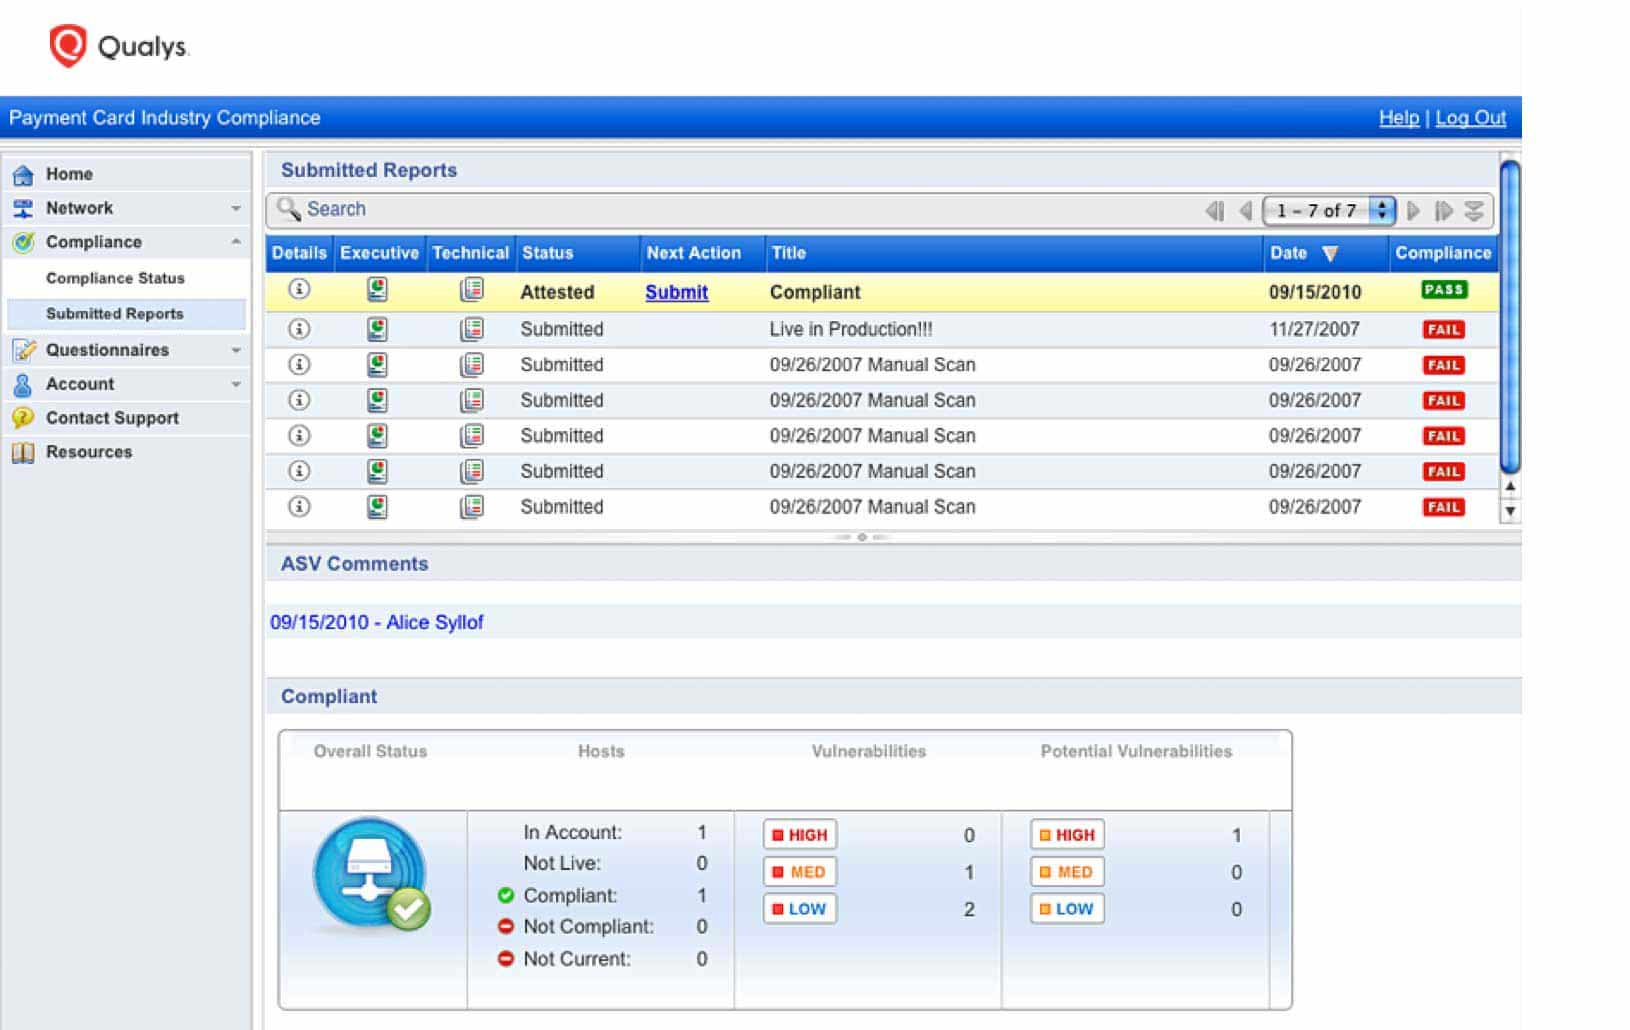 Qualys.
Payment Card Industry Compliance
Help | Log Out
Home
Network
Compliance
Compliance Status
Submitted Reports
Questionnaires
Account
Contact Support
Resources
Submitted Reports
Search
1 – 7 of 7
Details Executive Technical Status Next Action Title Date Compliance
Attested Submit Compliant 09/15/2010 PASS
Submitted Live in Production!!! 11/27/2007 FAIL
Submitted 09/26/2007 Manual Scan 09/26/2007 FAIL
Submitted 09/26/2007 Manual Scan 09/26/2007 FAIL
Submitted 09/26/2007 Manual Scan 09/26/2007 FAIL
Submitted 09/26/2007 Manual Scan 09/26/2007 FAIL
Submitted 09/26/2007 Manual Scan 09/26/2007 FAIL
ASV Comments
09/15/2010 - Alice Syllof
Compliant
Overall Status Hosts Vulnerabilities Potential Vulnerabilities
In Account: 1
Not Live: 0
Compliant: 1
Not Compliant: 0
Not Current: 0
HIGH 0
MED 1
LOW 2
HIGH 1
MED 0
LOW 0